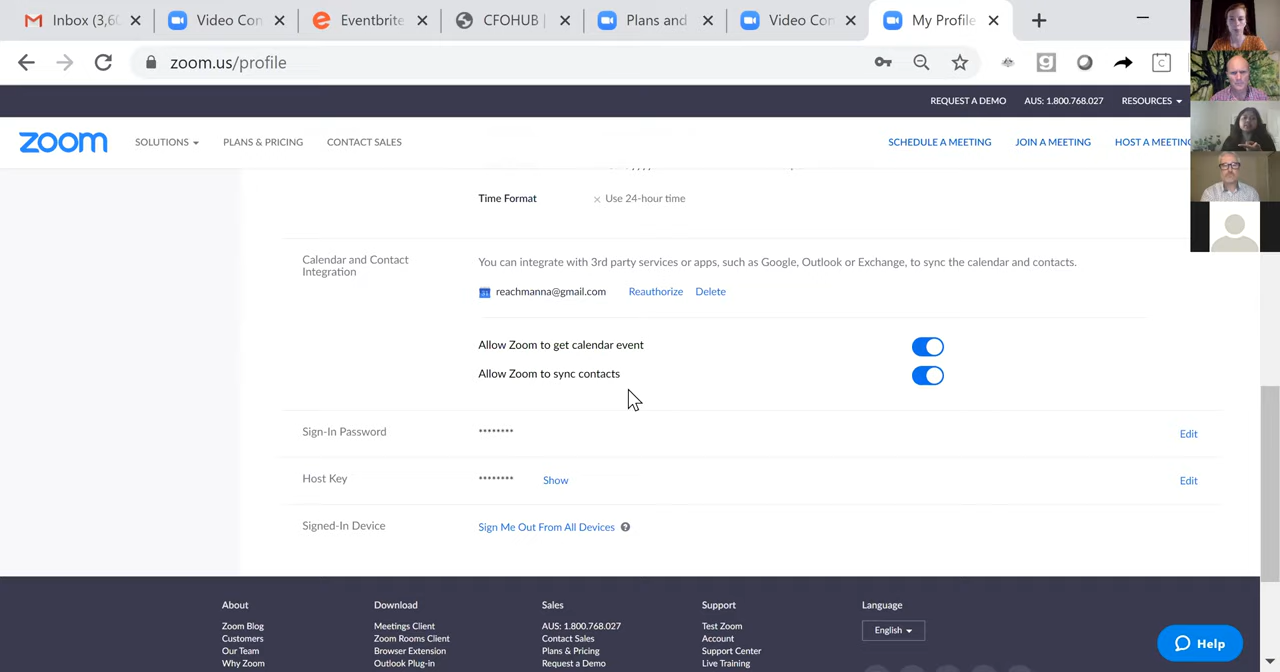 Inbox (3,6
Video Con
Eventbrite
CFOHUB
Plans and
Video Con
My Profile
zoom.us/profile
REQUEST A DEMO
AUS: 1.800.768.027
RESOURCES
zoom
SOLUTIONS
PLANS & PRICING
CONTACT SALES
SCHEDULE A MEETING
JOIN A MEETING
HOST A MEETING
Time Format
× Use 24-hour time
Calendar and Contact
Integration
You can integrate with 3rd party services or apps, such as Google, Outlook or Exchange, to sync the calendar and contacts.
reachmanna@gmail.com
Reauthorize
Delete
Allow Zoom to get calendar event
Allow Zoom to sync contacts
Sign-In Password
********
Edit
Host Key
********
Show
Edit
Signed-In Device
Sign Me Out From All Devices
About
Download
Sales
Support
Language
Zoom Blog
Meetings Client
AUS: 1.800.768.027
Test Zoom
English
Customers
Zoom Rooms Client
Contact Sales
Account
Our Team
Browser Extension
Plans & Pricing
Support Center
Why Zoom
Outlook Plug-in
Request a Demo
Live Training
Help